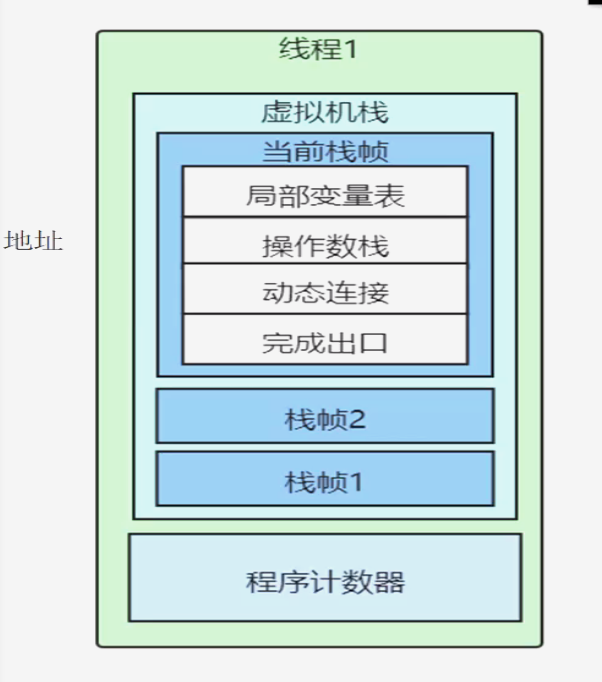 线程1
虚拟机栈
当前栈帧
局部变量表
地址
操作数栈
动态连接
完成出口
栈帧2
栈帧1
程序计数器